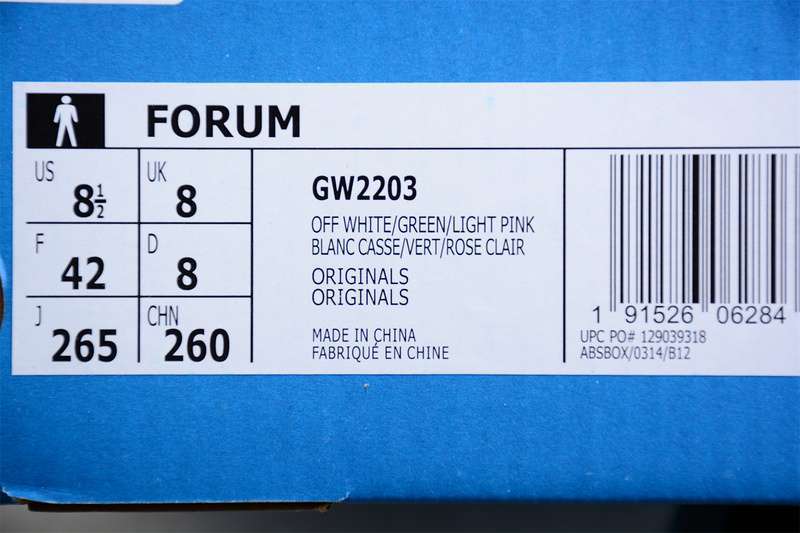 FORUM
US 8½ UK 8
F 42 D 8
J 265 CHN 260
GW2203
OFF WHITE/GREEN/LIGHT PINK
BLANC CASSE/VERT/ROSE CLAIR
ORIGINALS
ORIGINALS
MADE IN CHINA
FABRIQUÉ EN CHINE
1 91526 06284
UPC PO# 129039318
ABSBOX/0314/B12